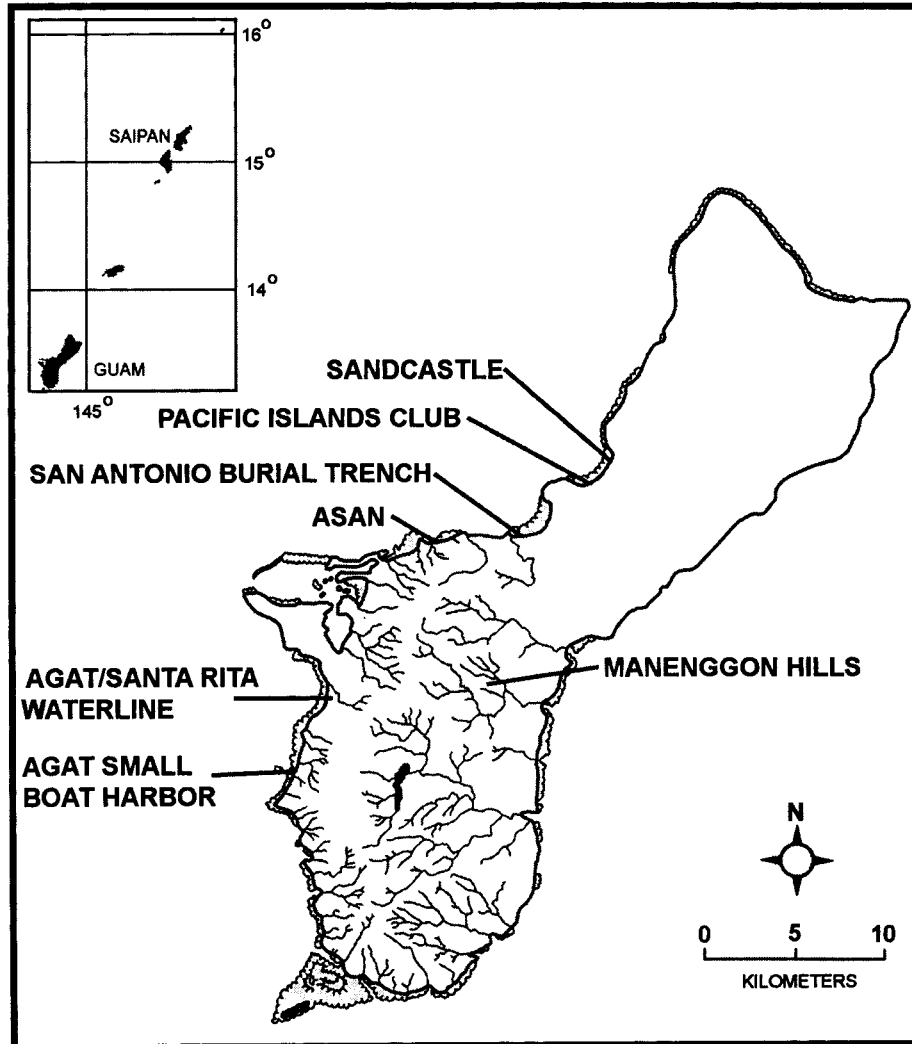 16°
SAIPAN
15°
14°
GUAM
145°
SANDCASTLE
PACIFIC ISLANDS CLUB
SAN ANTONIO BURIAL TRENCH
ASAN
MANENGGON HILLS
AGAT/SANTA RITA
WATERLINE
AGAT SMALL
BOAT HARBOR
N
0 5 10
KILOMETERS